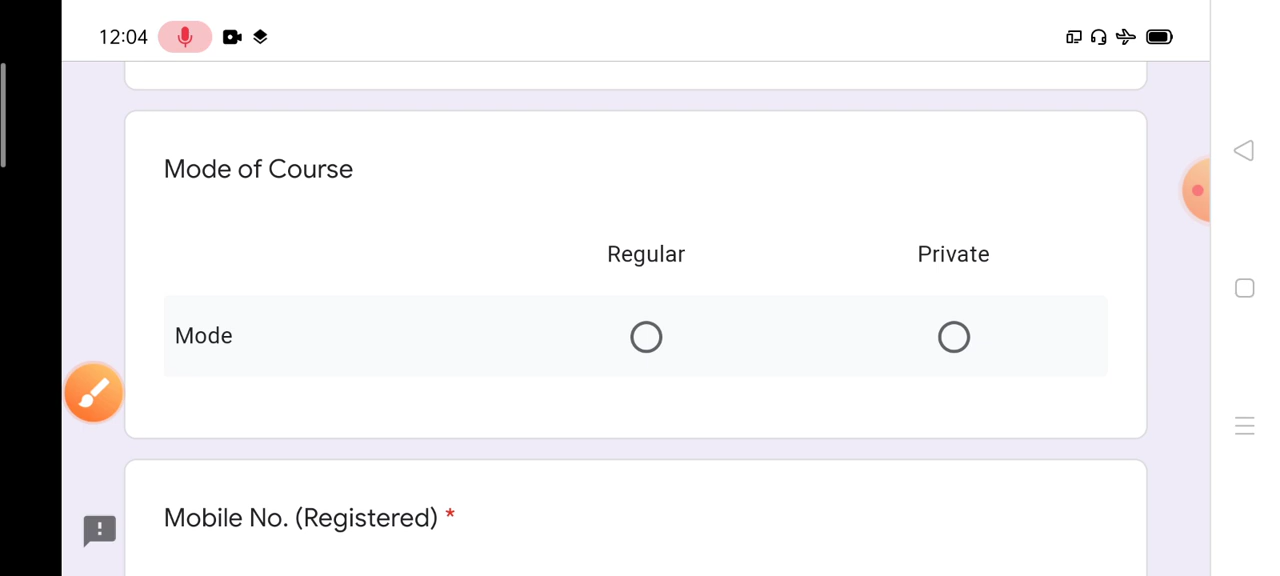 12:04
Mode of Course
Regular Private
Mode
Mobile No. (Registered) *